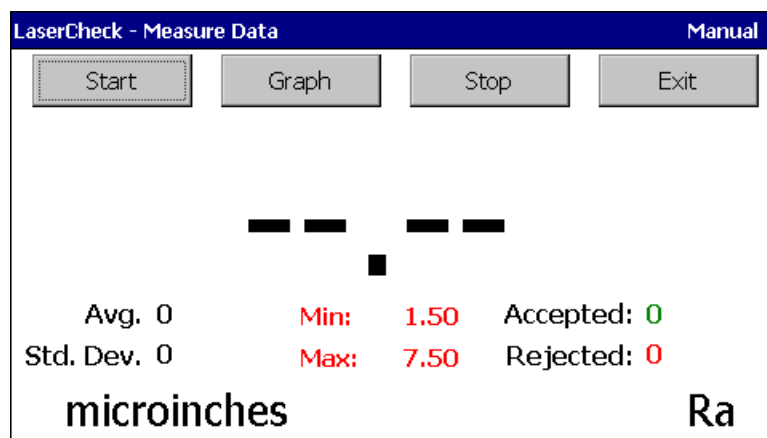 LaserCheck - Measure Data Manual
Start Graph Stop Exit
-- . --
Avg. 0 Min: 1.50 Accepted: 0
Std. Dev. 0 Max: 7.50 Rejected: 0
microinches Ra